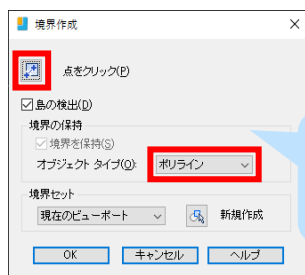 境界作成
点をクリック(P)
島の検出(D)
境界の保持
境界を保持(S)
オブジェクト タイプ(O): ポリライン
境界セット
現在のビューポート 新規作成
OK キャンセル ヘルプ